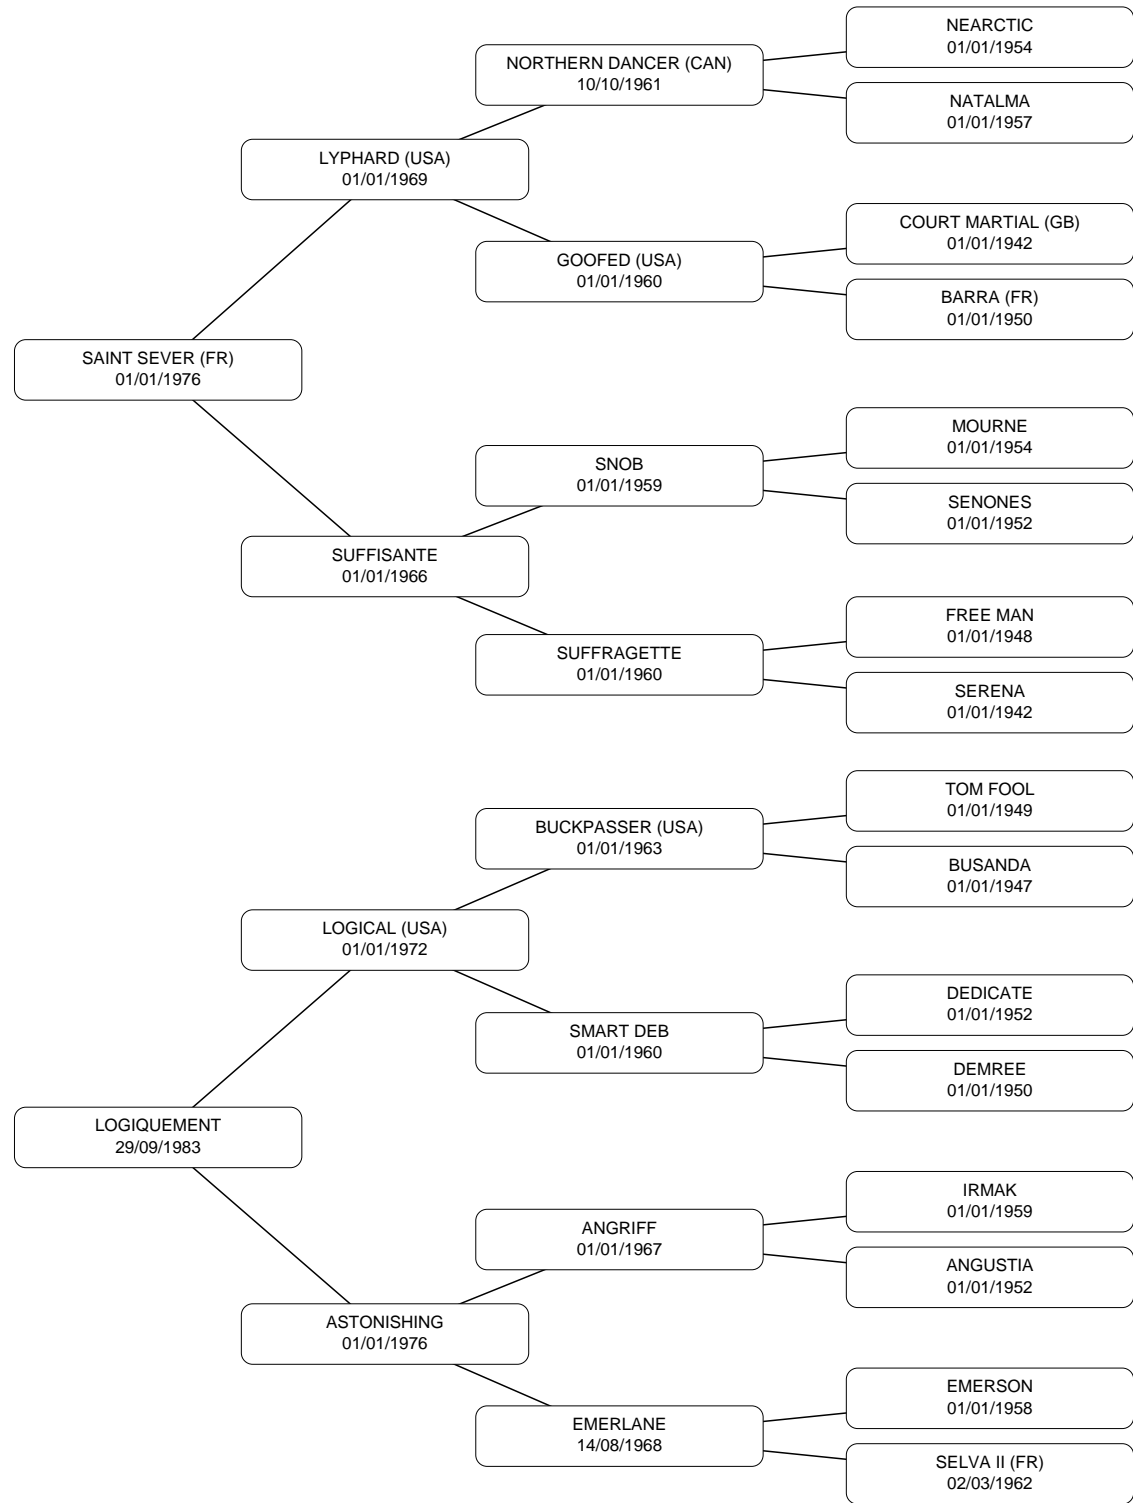 NEARCTIC
01/01/1954
NORTHERN DANCER (CAN)
10/10/1961
NATALMA
01/01/1957
LYPHARD (USA)
01/01/1969
COURT MARTIAL (GB)
01/01/1942
GOOFED (USA)
01/01/1960
BARRA (FR)
01/01/1950
SAINT SEVER (FR)
01/01/1976
MOURNE
01/01/1954
SNOB
01/01/1959
SENONES
01/01/1952
SUFFISANTE
01/01/1966
FREE MAN
01/01/1948
SUFFRAGETTE
01/01/1960
SERENA
01/01/1942
TOM FOOL
01/01/1949
BUCKPASSER (USA)
01/01/1963
BUSANDA
01/01/1947
LOGICAL (USA)
01/01/1972
DEDICATE
01/01/1952
SMART DEB
01/01/1960
DEMREE
01/01/1950
LOGIQUEMENT
29/09/1983
IRMAK
01/01/1959
ANGRIFF
01/01/1967
ANGUSTIA
01/01/1952
ASTONISHING
01/01/1976
EMERSON
01/01/1958
EMERLANE
14/08/1968
SELVA II (FR)
02/03/1962